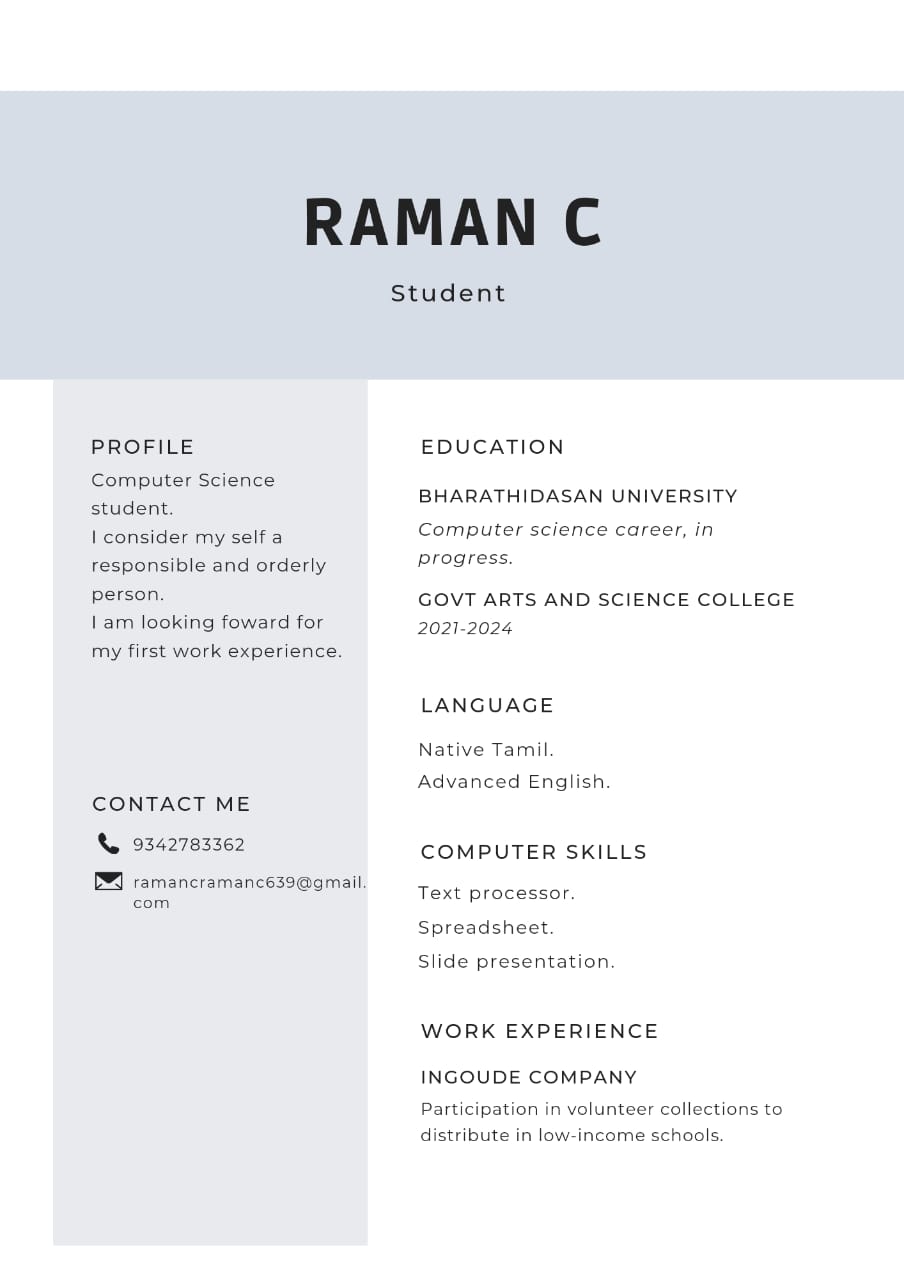 RAMAN C
Student
PROFILE
Computer Science
student.
I consider my self a
responsible and orderly
person.
I am looking foward for
my first work experience.
CONTACT ME
9342783362
ramancramanc639@gmail.
com
EDUCATION
BHARATHIDASAN UNIVERSITY
Computer science career, in
progress.
GOVT ARTS AND SCIENCE COLLEGE
2021-2024
LANGUAGE
Native Tamil.
Advanced English.
COMPUTER SKILLS
Text processor.
Spreadsheet.
Slide presentation.
WORK EXPERIENCE
INGOUDE COMPANY
Participation in volunteer collections to
distribute in low-income schools.